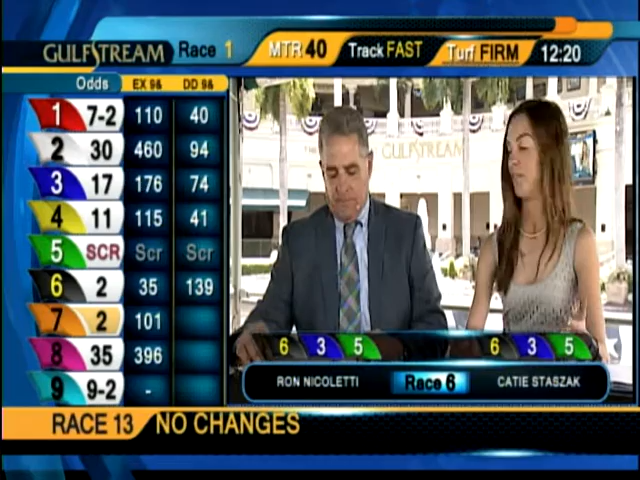 GULFSTREAM Race 1 MTR 40 Track FAST Turf FIRM 12:20
Odds EX 9& DD 9&
1 7-2 110 40
2 30 460 94
3 17 176 74
4 11 115 41
5 SCR Scr Scr
6 2 35 139
7 2 101
8 35 396
9 9-2 -
GULFSTREAM
6 3 5 6 3 5
RON NICOLETTI Race 6 CATIE STASZAK
RACE 13 NO CHANGES